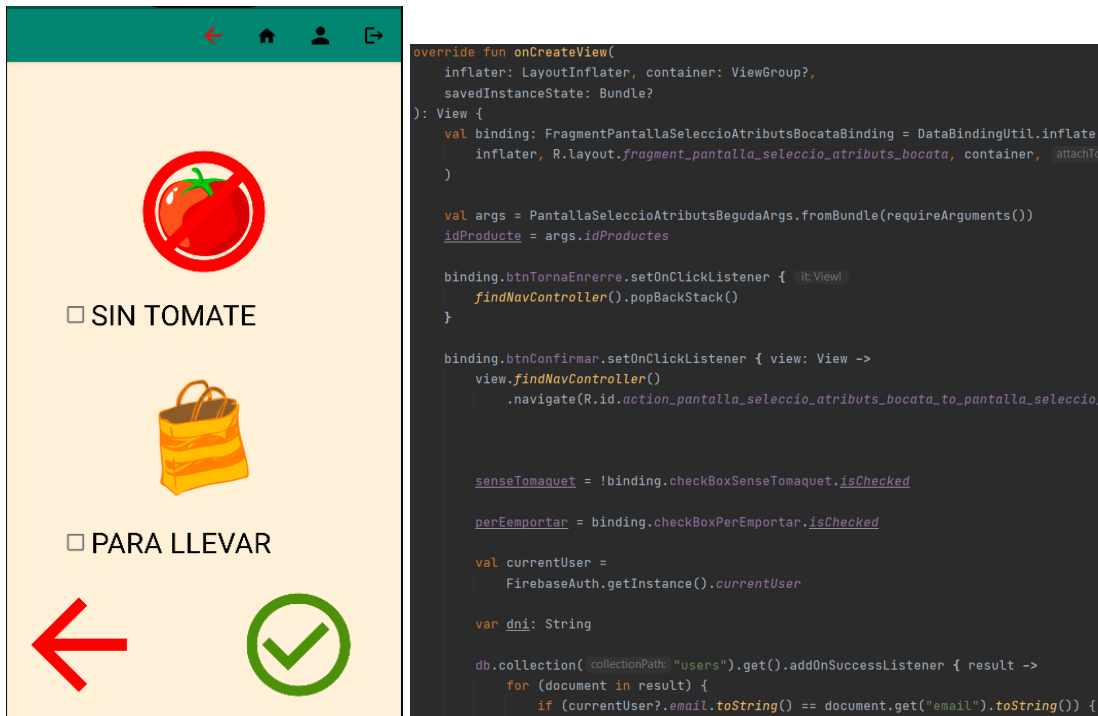 SIN TOMATE
PARA LLEVAR
override fun onCreateView(
inflater: LayoutInflater, container: ViewGroup?,
savedInstanceState: Bundle?
): View {
val binding: FragmentPantallaSeleccioAtributsBocataBinding = DataBindingUtil.inflate
inflater, R.layout.fragment_pantalla_seleccio_atributs_bocata, container, attachTo
)
val args = PantallaSeleccioAtributsBegudaArgs.fromBundle(requireArguments())
idProducte = args.idProductes
binding.btnTornaEnrerre.setOnClickListener { it: View!
findNavController().popBackStack()
}
binding.btnConfirmar.setOnClickListener { view: View ->
view.findNavController()
.navigate(R.id.action_pantalla_seleccio_atributs_bocata_to_pantalla_seleccio_
senseTomaquet = !binding.checkBoxSenseTomaquet.isChecked
perEemportar = binding.checkBoxPerEmportar.isChecked
val currentUser =
FirebaseAuth.getInstance().currentUser
var dni: String
db.collection( collectionPath: "users").get().addOnSuccessListener { result ->
for (document in result) {
if (currentUser?.email.toString() == document.get("email").toString()) {